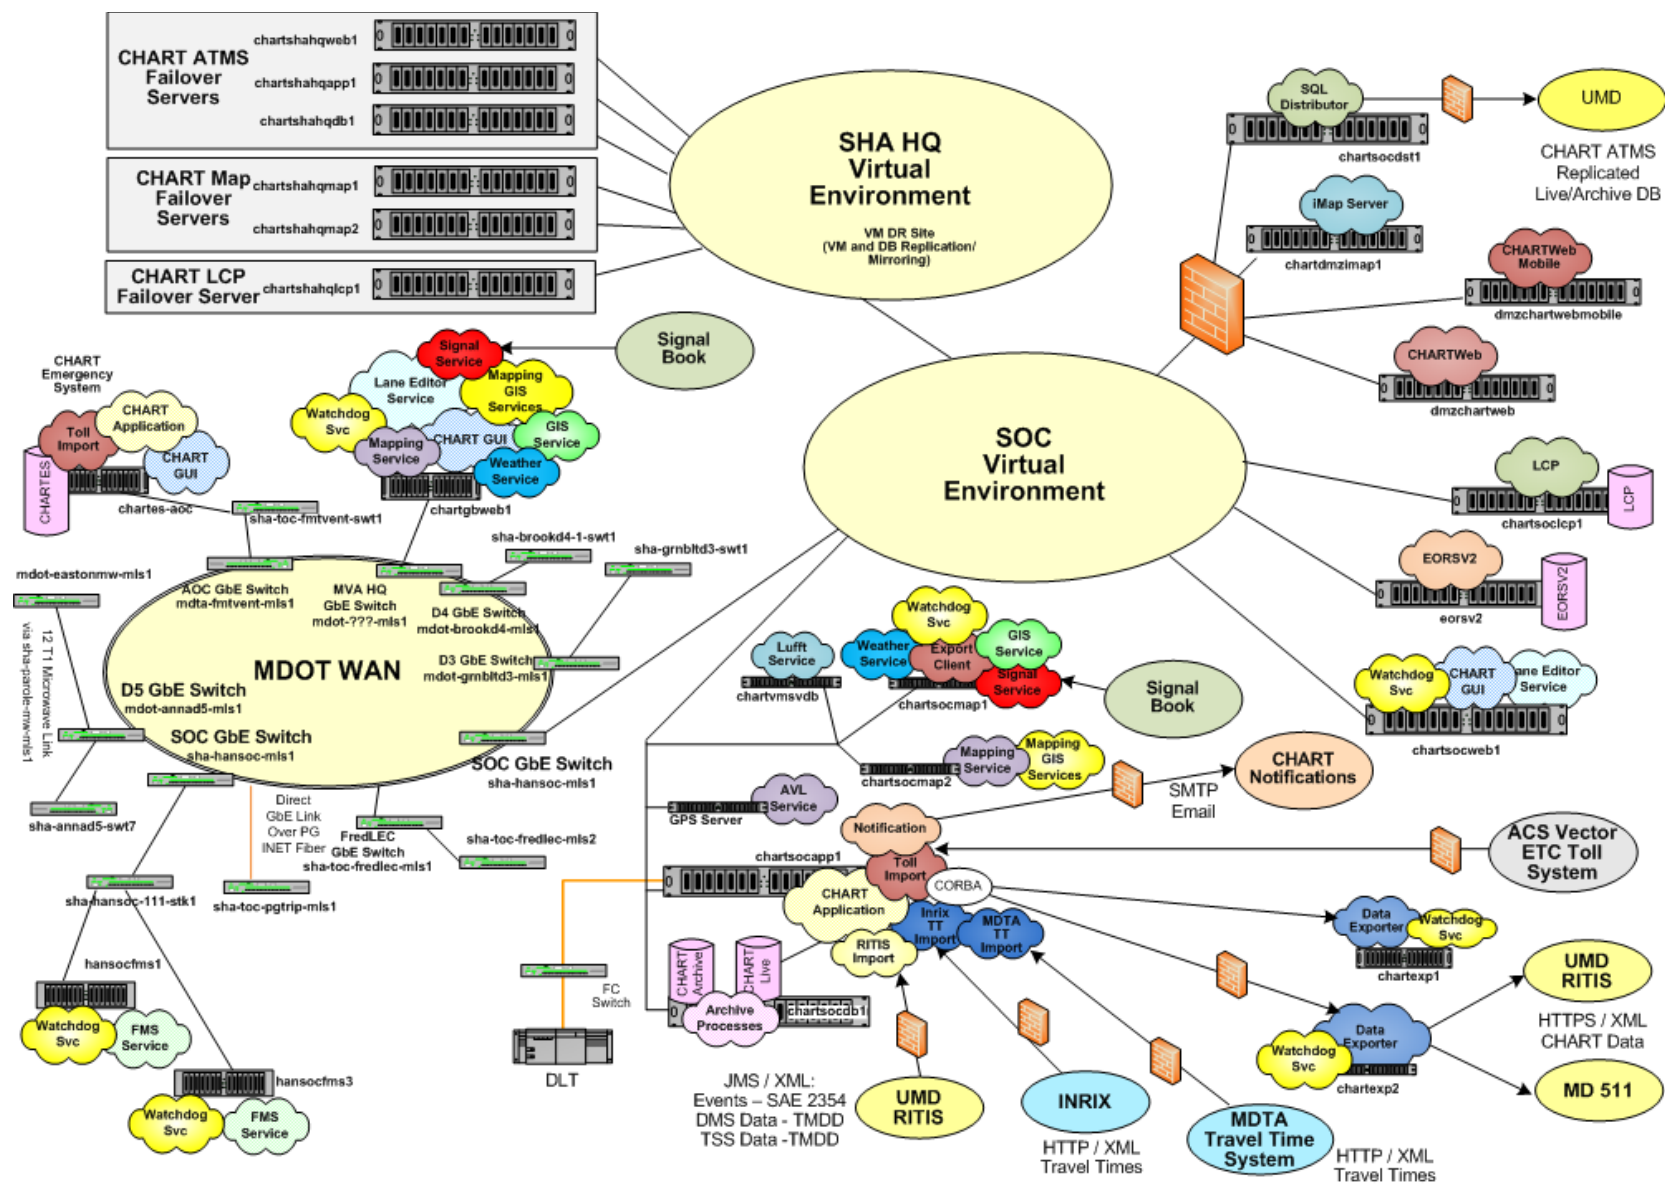 CHART ATMS
Failover
Servers
chartshahqweb1
chartshahqapp1
chartshahqdb1
CHART Map
Failover
Servers
chartshahqmap1
chartshahqmap2
CHART LCP
Failover Server
chartshahqlcp1
SHA HQ
Virtual
Environment
VM DR Site
(VM and DB Replication/
Mirroring)
SQL
Distributor
chartsocdst1
UMD
CHART ATMS
Replicated
Live/Archive DB
iMap Server
chartdmzimap1
CHARTWeb
Mobile
dmzchartwebmobile
CHARTWeb
dmzchartweb
Signal
Book
Signal
Service
Lane Editor
Service
Mapping
GIS
Services
Watchdog
Svc
Mapping
Service
CHART GUI
GIS
Service
Weather
Service
chartgbweb1
CHART
Emergency
System
Toll
Import
CHART
Application
CHART
GUI
CHARTES
chartes-aoc
sha-toc-fmtvent-swt1
SOC
Virtual
Environment
LCP
LCP
chartsoclcp1
EORSV2
EORSV2
eorsv2
Watchdog
Svc
CHART
GUI
ane Editor
Service
chartsocweb1
sha-brookd4-1-swt1
sha-grnbltd3-swt1
mdot-eastonmw-mls1
AOC GbE Switch
mdta-fmtvent-mls1
MVA HQ
GbE Switch
mdot-???-mls1
D4 GbE Switch
mdot-brookd4-mls1
D3 GbE Switch
mdot-grnbltd3-mls1
12 T1 Microwave Link
via sha-parole-mw-mls1
MDOT WAN
D5 GbE Switch
mdot-annad5-mls1
SOC GbE Switch
sha-hansoc-mls1
SOC GbE Switch
sha-hansoc-mls1
sha-annad5-swt7
Direct
GbE Link
Over PG
INET Fiber
FredLEC
GbE Switch
sha-toc-fredlec-mls1
sha-toc-fredlec-mls2
sha-hansoc-111-stk1
sha-toc-pgtrip-mls1
hansocfms1
Watchdog
Svc
FMS
Service
hansocfms3
Watchdog
Svc
FMS
Service
Lufft
Service
chartvmsvdb
Watchdog
Svc
Weather
Service
Export
Client
GIS
Service
Signal
Service
chartsocmap1
Signal
Book
Mapping
Service
Mapping
GIS
Services
chartsocmap2
AVL
Service
GPS Server
SMTP
Email
CHART
Notifications
Notification
chartsocapp1
Toll
Import
CORBA
CHART
Application
Inrix
TT
Import
MDTA
TT
Import
RITIS
Import
ACS Vector
ETC Toll
System
Data
Exporter
Watchdog
Svc
chartexp1
FC
Switch
DLT
CHART
Archive
CHART
Live
Archive
Processes
chartsocdb1
JMS / XML:
Events – SAE 2354
DMS Data - TMDD
TSS Data -TMDD
UMD
RITIS
INRIX
HTTP / XML
Travel Times
MDTA
Travel Time
System
HTTP / XML
Travel Times
Data
Exporter
Watchdog
Svc
chartexp2
UMD
RITIS
HTTPS / XML
CHART Data
MD 511